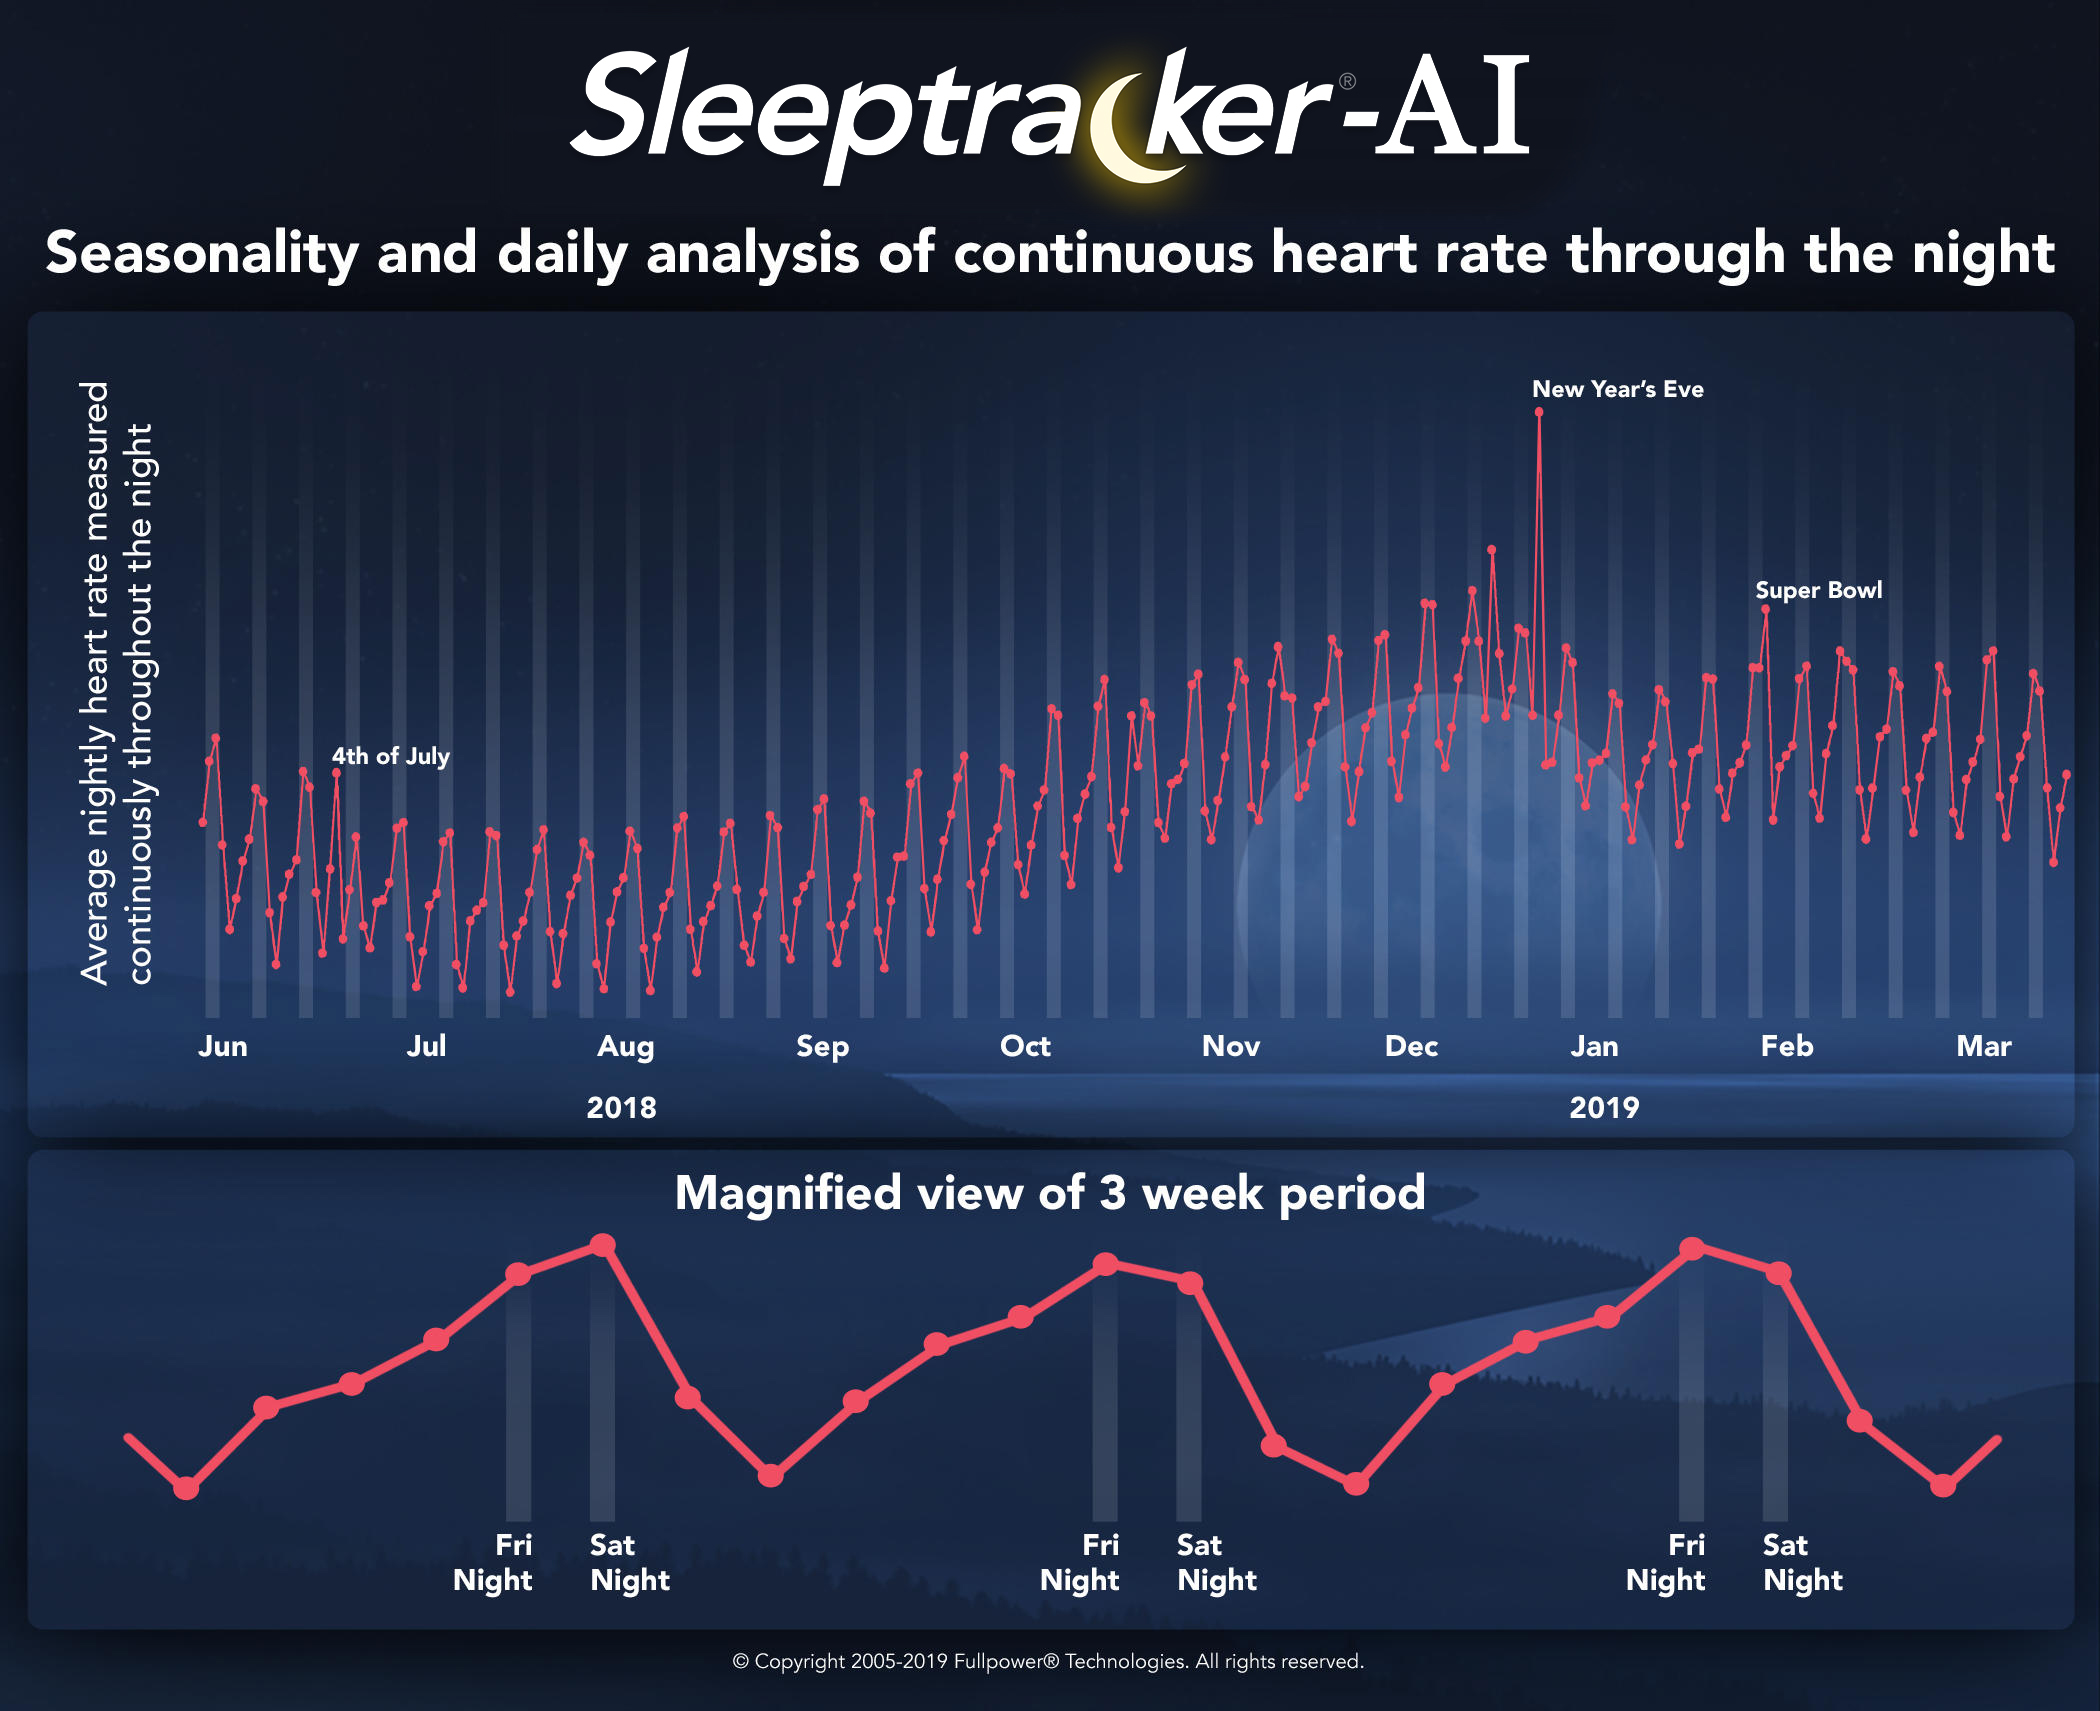 Sleeptracker®-AI
Seasonality and daily analysis of continuous heart rate through the night
Average nightly heart rate measured
continuously throughout the night
New Year’s Eve
Super Bowl
4th of July
Jun Jul Aug Sep Oct Nov Dec Jan Feb Mar
2018 2019
Magnified view of 3 week period
Fri Sat Fri Sat Fri Sat
Night Night Night Night Night Night
© Copyright 2005-2019 Fullpower® Technologies. All rights reserved.